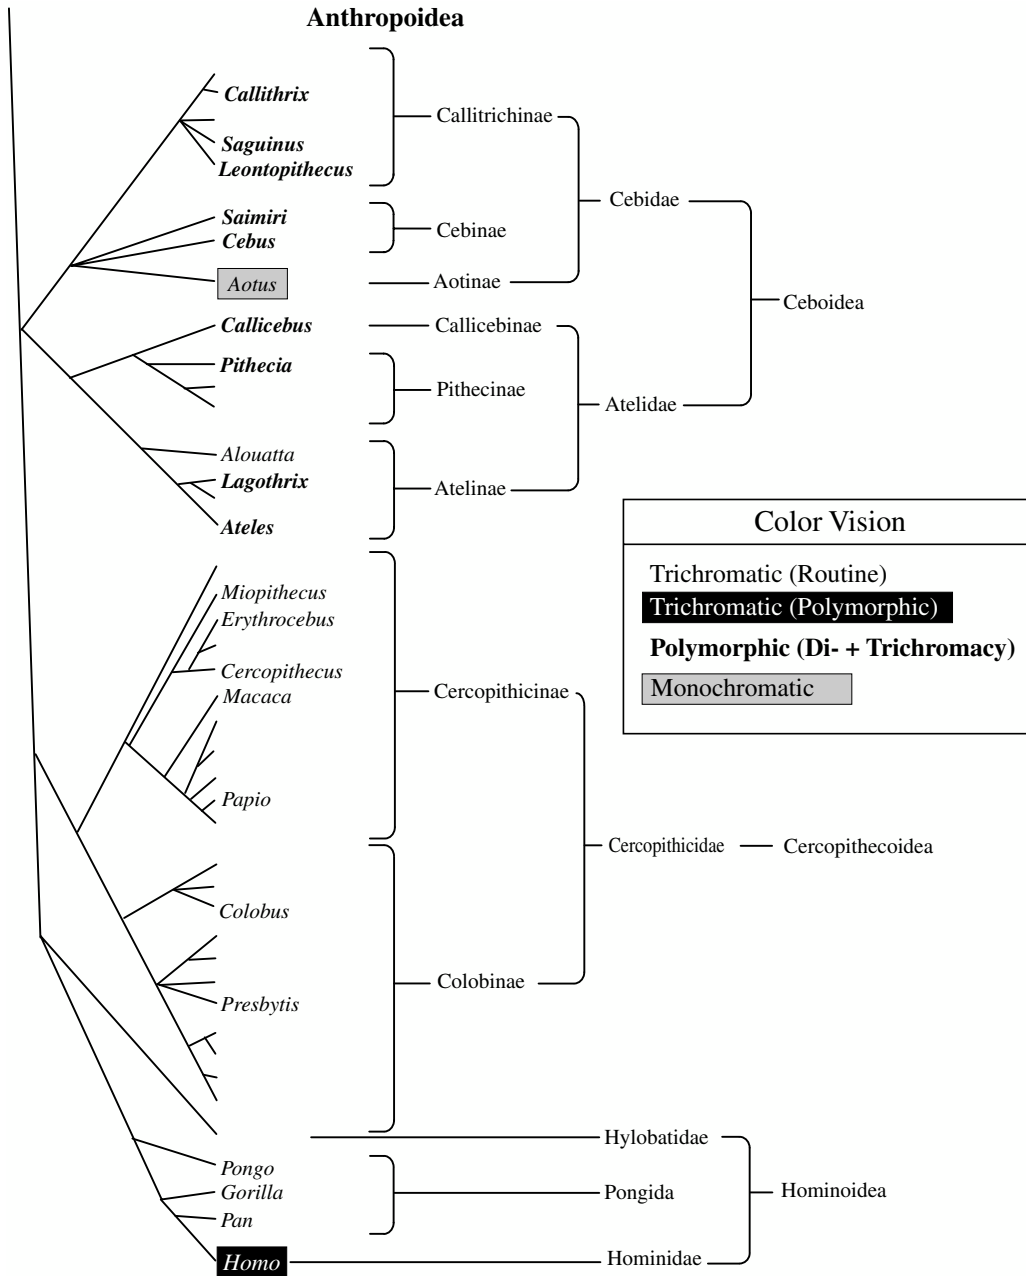 Anthropoidea
Callithrix
Callitrichinae
Saguinus
Leontopithecus
Cebidae
Saimiri
Cebinae
Cebus
Aotus
Aotinae
Ceboidea
Callicebus
Callicebinae
Pithecia
Pithecinae
Atelidae
Alouatta
Lagothrix
Atelinae
Ateles
Color Vision
Trichromatic (Routine)
Trichromatic (Polymorphic)
Polymorphic (Di- + Trichromacy)
Monochromatic
Miopithecus
Erythrocebus
Cercopithecus
Cercopithicinae
Macaca
Papio
Cercopithicidae
Cercopithecoidea
Colobus
Colobinae
Presbytis
Hylobatidae
Pongo
Gorilla
Pongida
Hominoidea
Pan
Homo
Hominidae